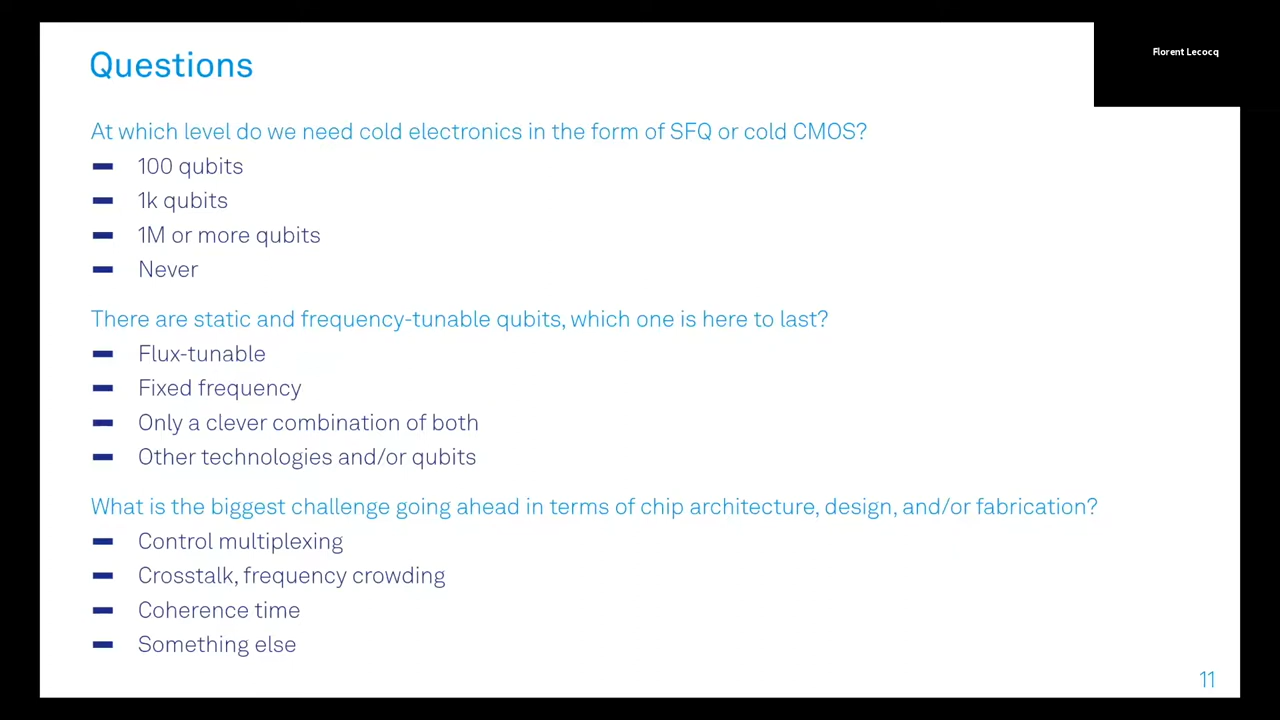 Florent Lecocq
Questions
At which level do we need cold electronics in the form of SFQ or cold CMOS?
100 qubits
1k qubits
1M or more qubits
Never
There are static and frequency-tunable qubits, which one is here to last?
Flux-tunable
Fixed frequency
Only a clever combination of both
Other technologies and/or qubits
What is the biggest challenge going ahead in terms of chip architecture, design, and/or fabrication?
Control multiplexing
Crosstalk, frequency crowding
Coherence time
Something else
11